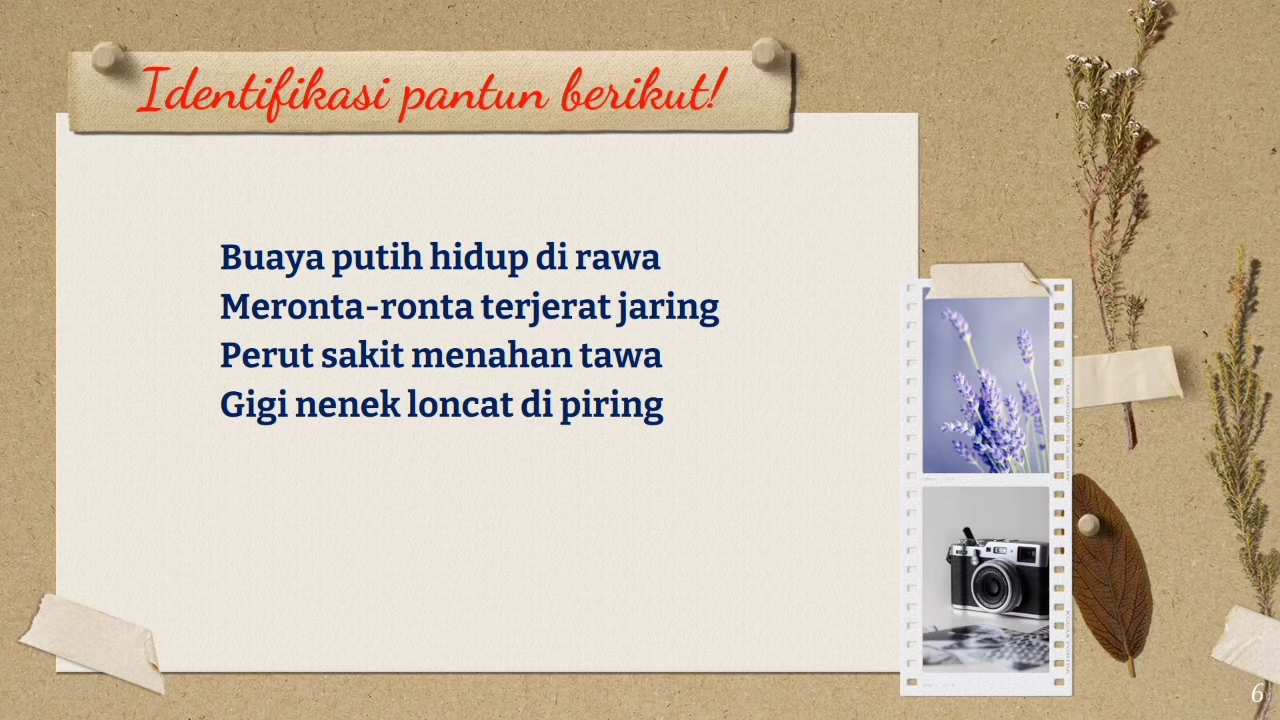 Identifikasi pantun berikut!
Buaya putih hidup di rawa
Meronta-ronta terjerat jaring
Perut sakit menahan tawa
Gigi nenek loncat di piring
6